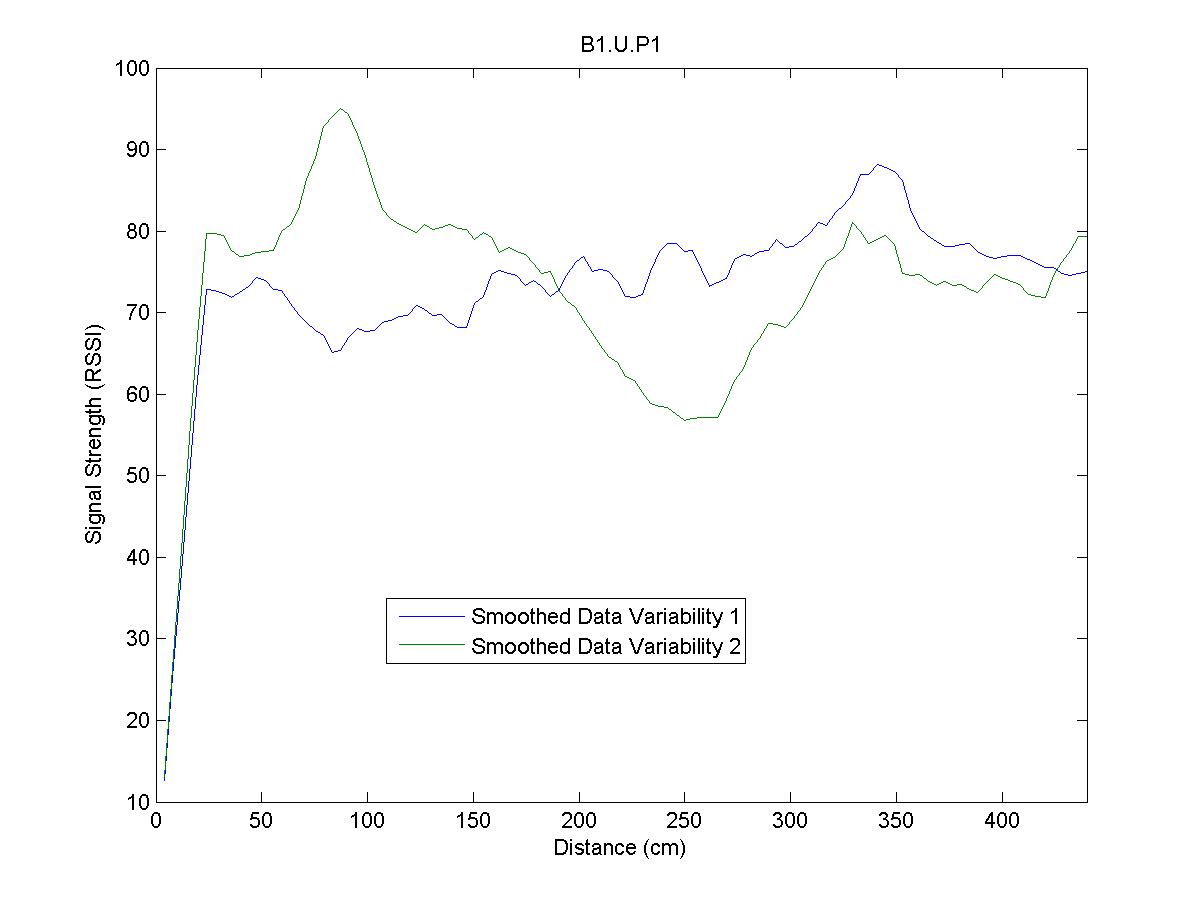 B1.U.P1
100
90
80
70
60
50
40
30
20
10
Signal Strength (RSSI)
Smoothed Data Variability 1
Smoothed Data Variability 2
0 50 100 150 200 250 300 350 400
Distance (cm)